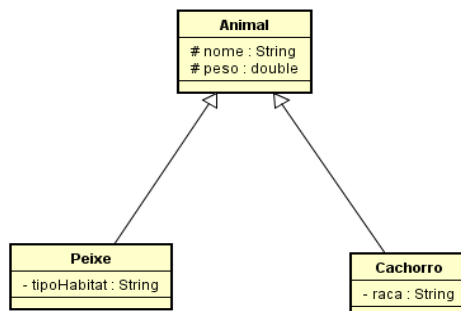 Animal
# nome : String
# peso : double
Peixe
- tipoHabitat : String
Cachorro
- raca : String